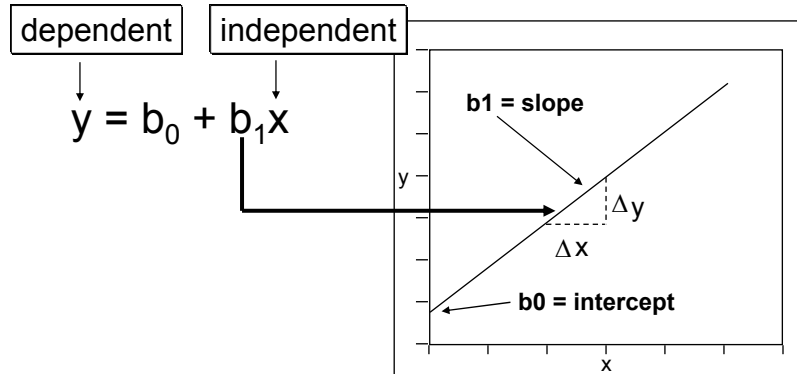 dependent
independent
y = b₀ + b₁x
b1 = slope
y
Δy
Δx
b0 = intercept
x